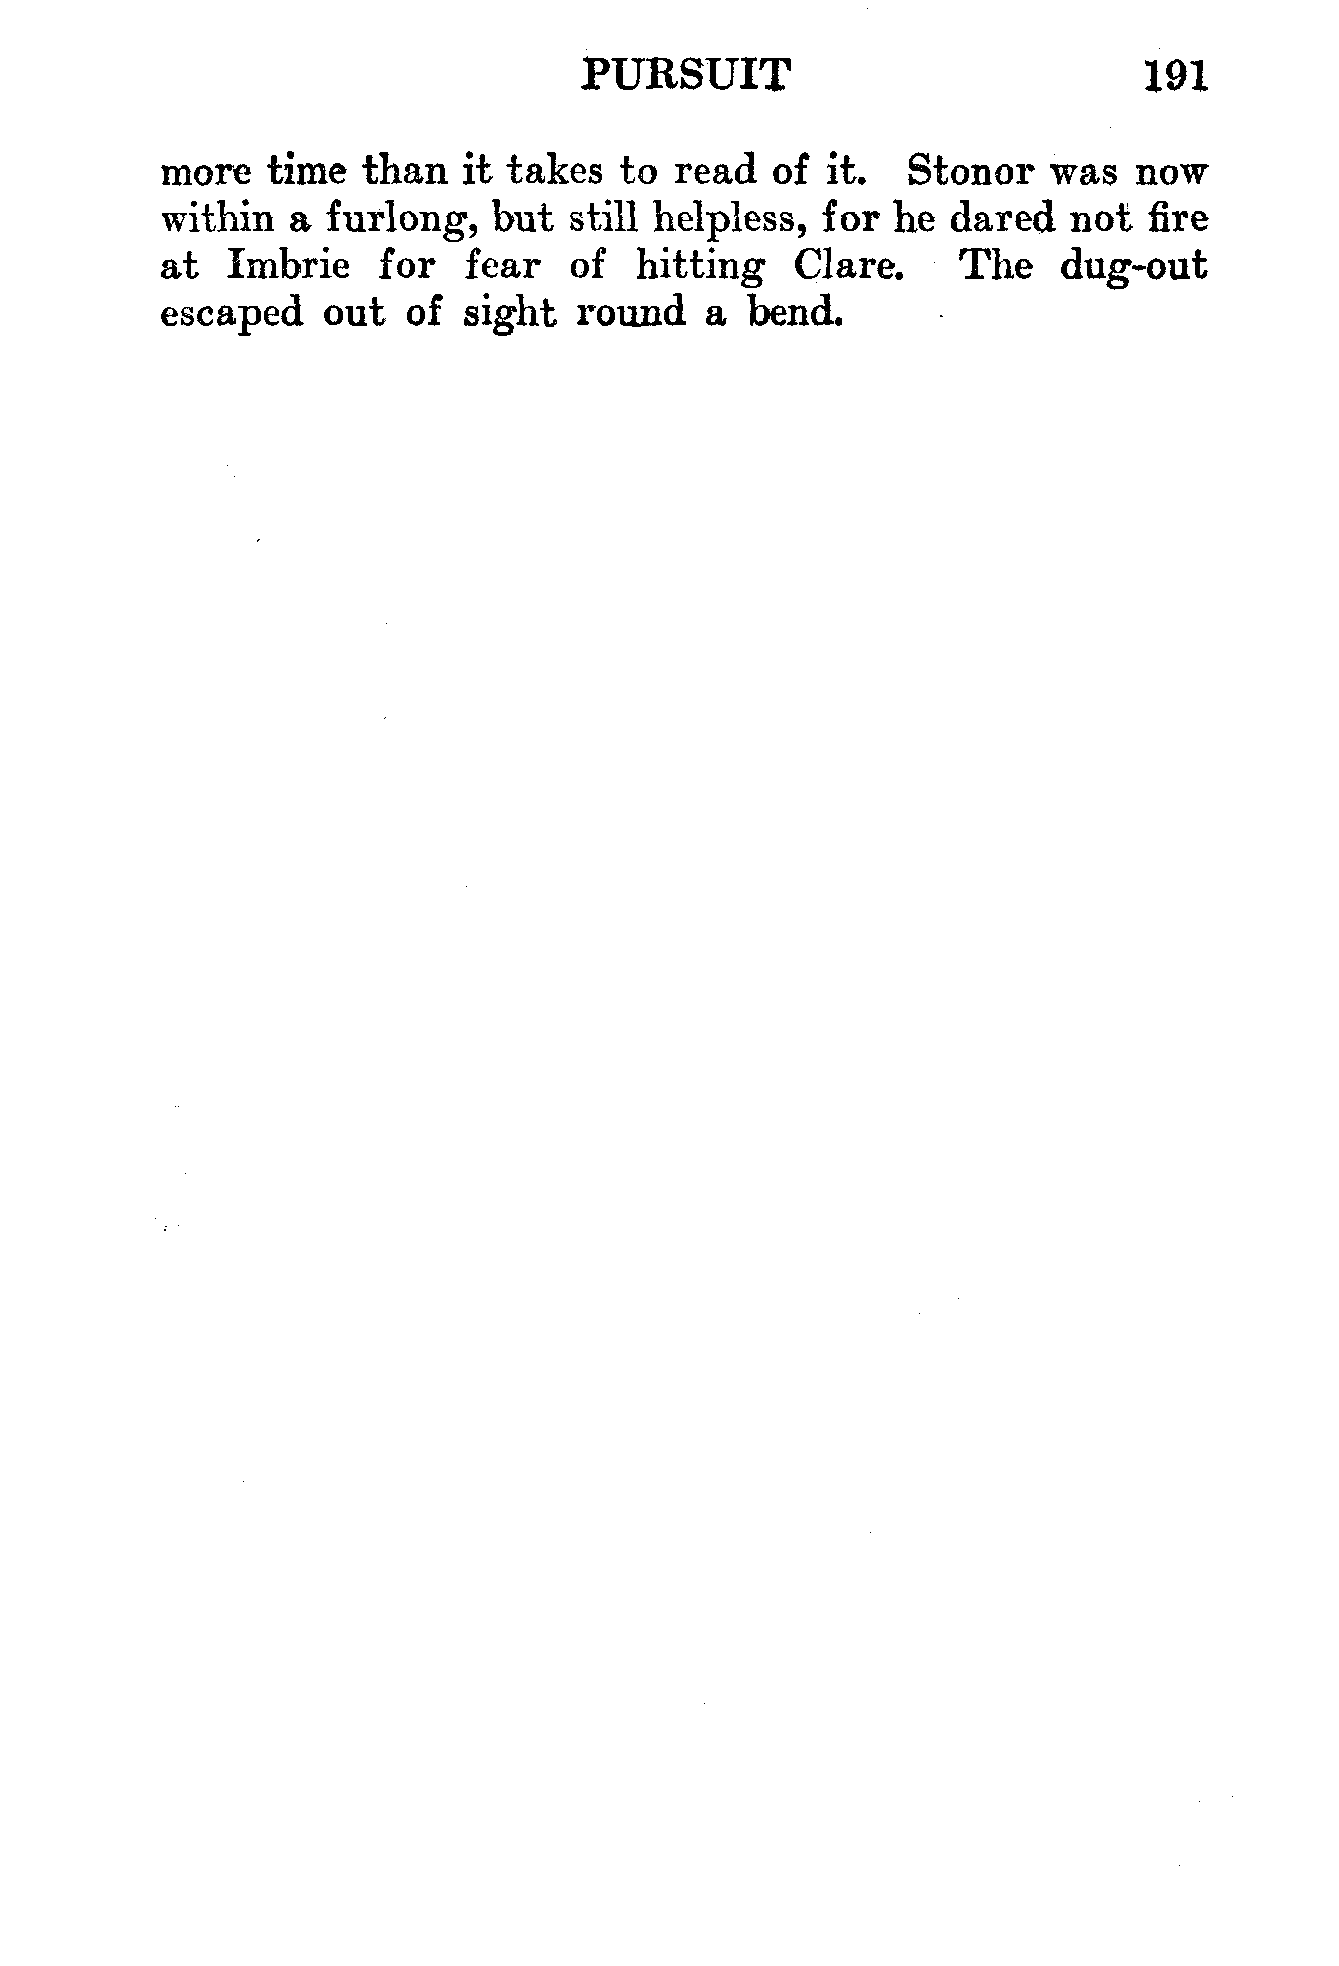 PURSUIT 191
more time than it takes to read of it. Stonor was now
within a furlong, but still helpless, for he dared not fire
at Imbrie for fear of hitting Clare. The dug-out
escaped out of sight round a bend.